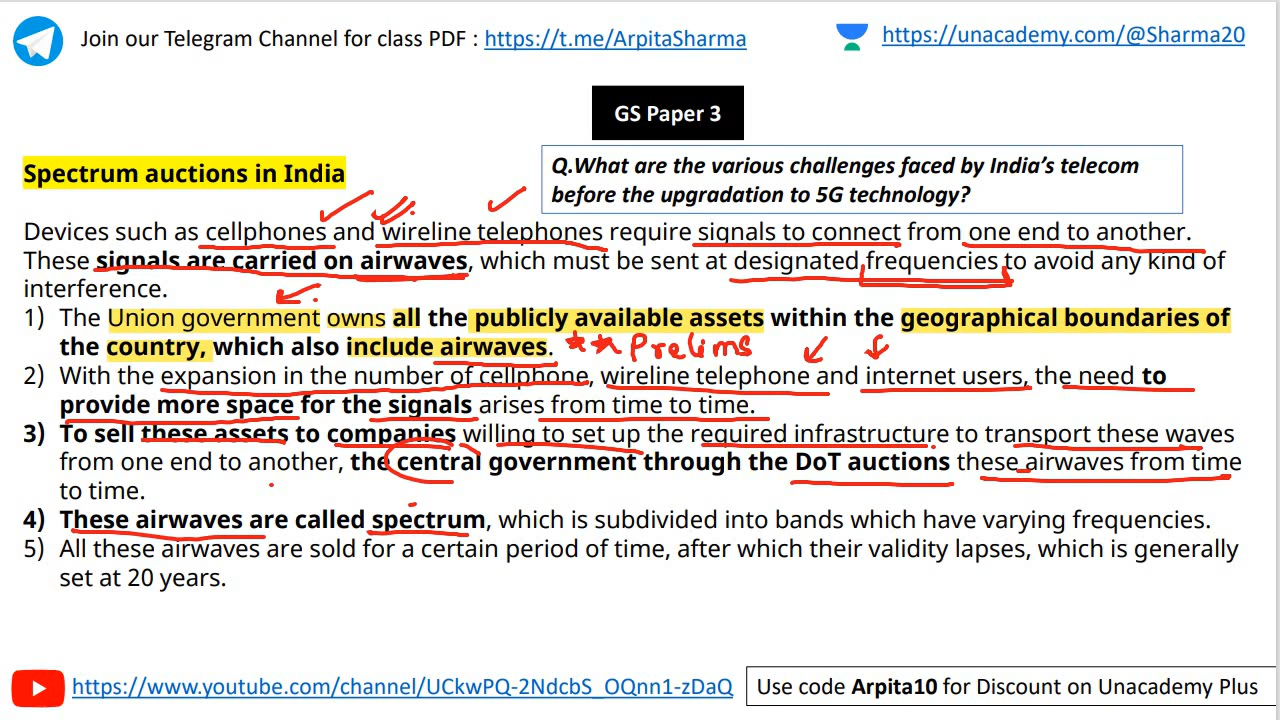 Join our Telegram Channel for class PDF : https://t.me/ArpitaSharma
https://unacademy.com/@Sharma20
GS Paper 3
Spectrum auctions in India
Q.What are the various challenges faced by India’s telecom
before the upgradation to 5G technology?
Devices such as cellphones and wireline telephones require signals to connect from one end to another.
These signals are carried on airwaves, which must be sent at designated frequencies to avoid any kind of
interference.
1) The Union government owns all the publicly available assets within the geographical boundaries of
the country, which also include airwaves. ** Prelims
2) With the expansion in the number of cellphone, wireline telephone and internet users, the need to
provide more space for the signals arises from time to time.
3) To sell these assets to companies willing to set up the required infrastructure to transport these waves
from one end to another, the central government through the DoT auctions these airwaves from time
to time.
4) These airwaves are called spectrum, which is subdivided into bands which have varying frequencies.
5) All these airwaves are sold for a certain period of time, after which their validity lapses, which is generally
set at 20 years.
https://www.youtube.com/channel/UCkwPQ-2NdcbS_OQnn1-zDaQ
Use code Arpita10 for Discount on Unacademy Plus